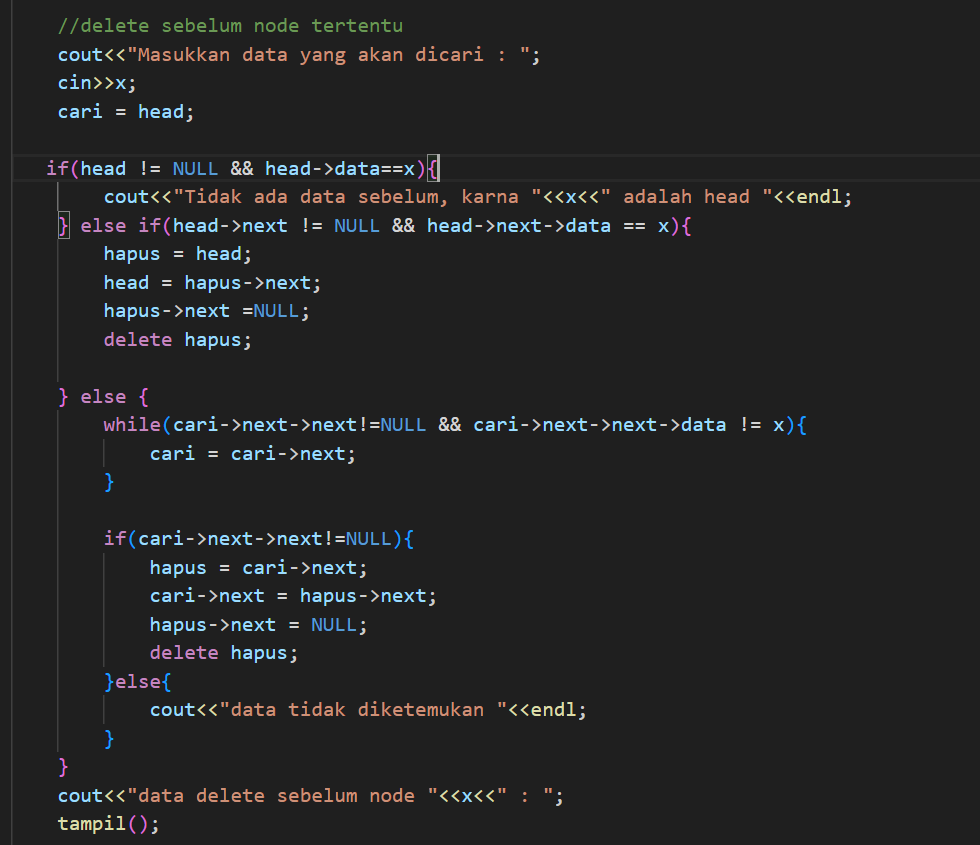 //delete sebelum node tertentu
cout<<"Masukkan data yang akan dicari : ";
cin>>x;
cari = head;
if(head != NULL && head->data==x){
cout<<"Tidak ada data sebelum, karna "<<x<<" adalah head "<<endl;
} else if(head->next != NULL && head->next->data == x){
hapus = head;
head = hapus->next;
hapus->next =NULL;
delete hapus;
} else {
while(cari->next->next!=NULL && cari->next->next->data != x){
cari = cari->next;
}
if(cari->next->next!=NULL){
hapus = cari->next;
cari->next = hapus->next;
hapus->next = NULL;
delete hapus;
}else{
cout<<"data tidak diketemukan "<<endl;
}
}
cout<<"data delete sebelum node "<<x<<" : ";
tampil();